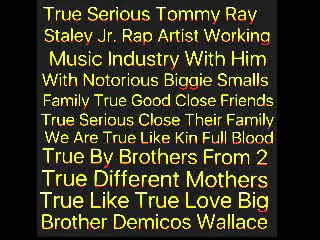 True Serious Tommy Ray
Staley Jr. Rap Artist Working
Music Industry With Him
With Notorious Biggie Smalls
Family True Good Close Friends
True Serious Close Their Family
We Are True Like Kin Full Blood
True By Brothers From 2
True Different Mothers
True Like True Love Big
Brother Demicos Wallace